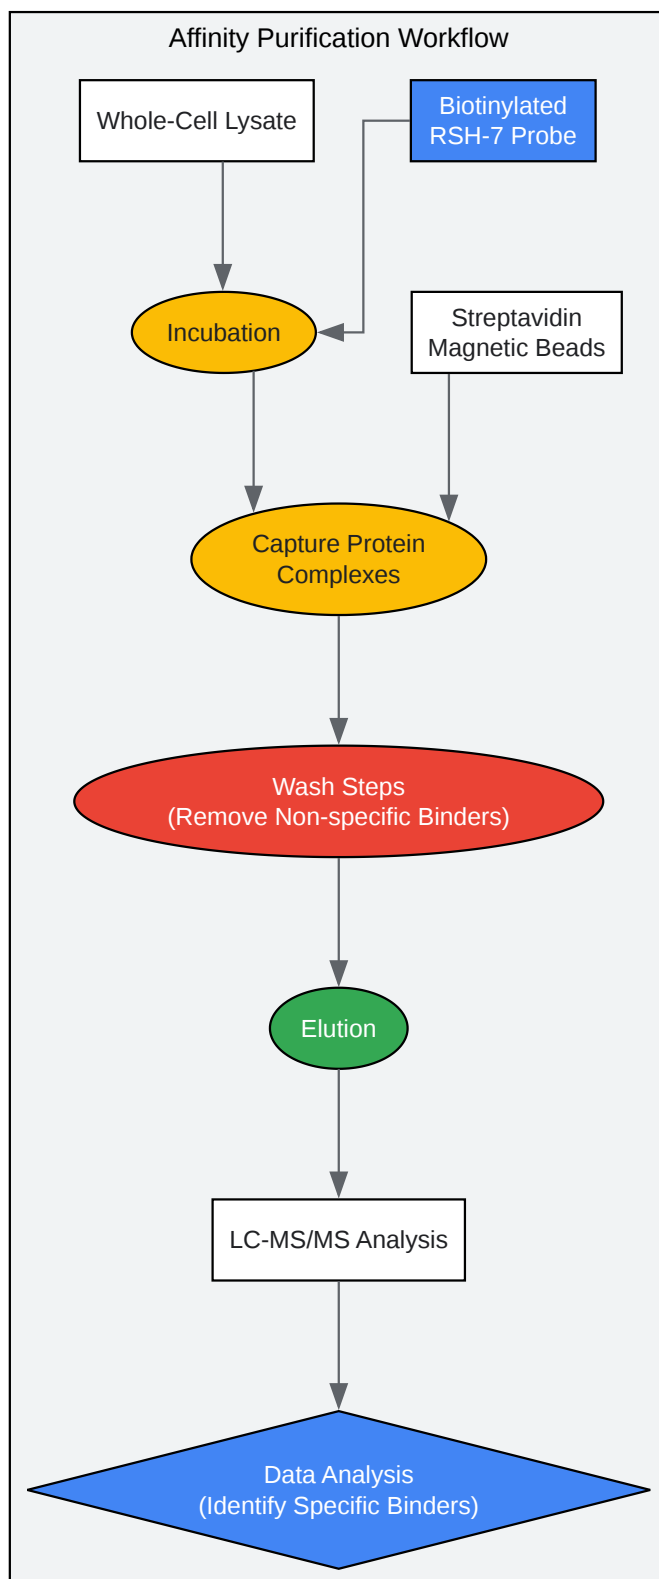 Affinity Purification Workflow
Whole-Cell Lysate
Biotinylated
RSH-7 Probe
Incubation
Streptavidin
Magnetic Beads
Capture Protein
Complexes
Wash Steps
(Remove Non-specific Binders)
Elution
LC-MS/MS Analysis
Data Analysis
(Identify Specific Binders)